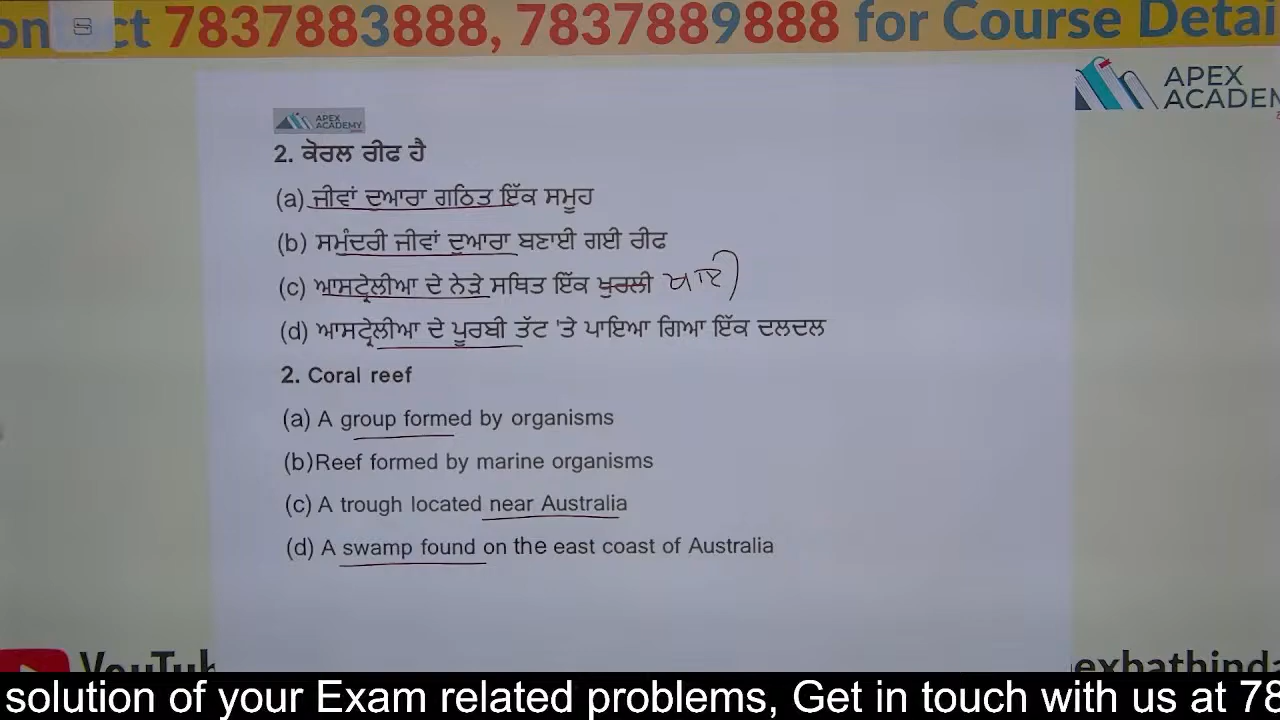 ct 7837883888, 7837889888 for Course Detai
APEX
ACADEM
APEX
ACADEMY
2. ਕੋਰਲ ਰੀਫ ਹੈ
(a) ਜੀਵਾਂ ਦੁਆਰਾ ਗਠਿਤ ਇੱਕ ਸਮੂਹ
(b) ਸਮੁੰਦਰੀ ਜੀਵਾਂ ਦੁਆਰਾ ਬਣਾਈ ਗਈ ਰੀਫ
(c) ਆਸਟ੍ਰੇਲੀਆ ਦੇ ਨੇੜੇ ਸਥਿਤ ਇੱਕ ਖੁਰਲੀ ਖਾਈ
(d) ਆਸਟ੍ਰੇਲੀਆ ਦੇ ਪੂਰਬੀ ਤੱਟ 'ਤੇ ਪਾਇਆ ਗਿਆ ਇੱਕ ਦਲਦਲ
2. Coral reef
(a) A group formed by organisms
(b)Reef formed by marine organisms
(c) A trough located near Australia
(d) A swamp found on the east coast of Australia
YouTub
exbathinda
solution of your Exam related problems, Get in touch with us at 78